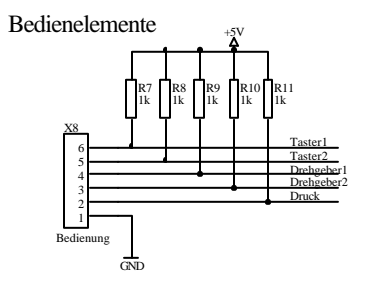 Bedienelemente
+5V
R7 R8 R9 R10 R11
1k 1k 1k 1k 1k
X8
6 Taster1
5 Taster2
4 Drehgeber1
3 Drehgeber2
2 Druck
1
Bedienung
GND